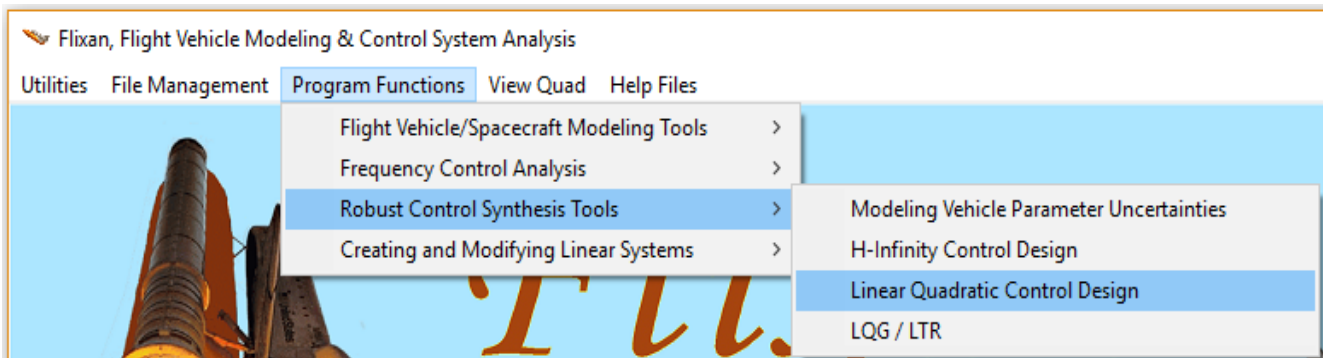 Flixan, Flight Vehicle Modeling & Control System Analysis
Utilities File Management Program Functions View Quad Help Files
Flight Vehicle/Spacecraft Modeling Tools >
Frequency Control Analysis >
Robust Control Synthesis Tools >
Creating and Modifying Linear Systems >
Modeling Vehicle Parameter Uncertainties
H-Infinity Control Design
Linear Quadratic Control Design
LQG / LTR